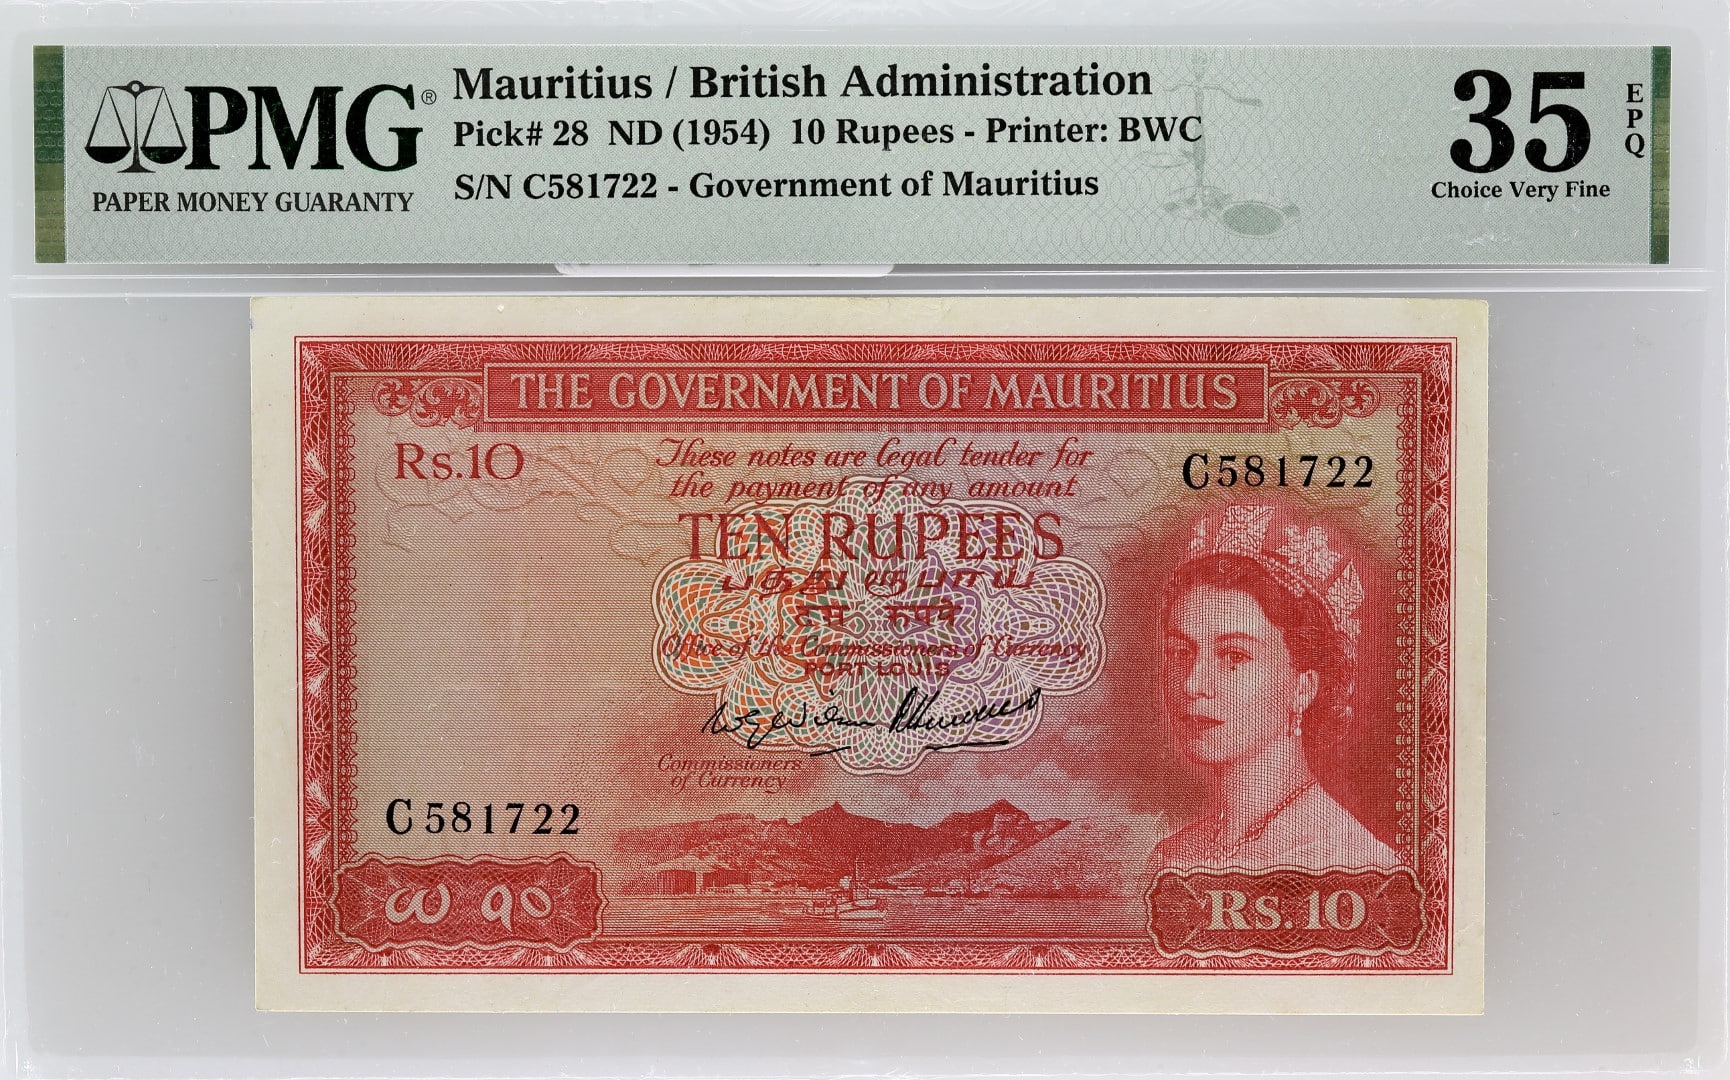 PMG®
PAPER MONEY GUARANTY
Mauritius / British Administration
Pick# 28 ND (1954) 10 Rupees - Printer: BWC
S/N C581722 - Government of Mauritius
35
EPQ
Choice Very Fine
THE GOVERNMENT OF MAURITIUS
Rs.10
These notes are legal tender for
the payment of any amount
C581722
TEN RUPEES
பத்து ரூபாய்
दस रुपये
Office of the Commissioners of Currency
PORT LOUIS
Commissioners
of Currency
C581722
Rs.10